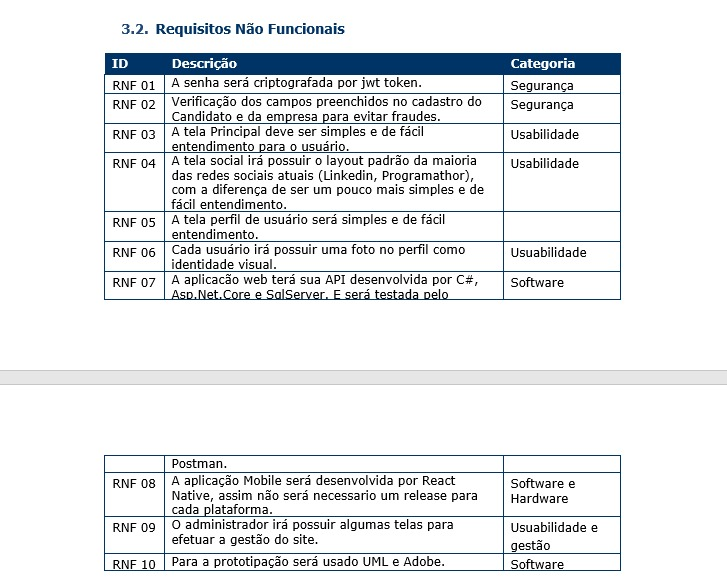 3.2. Requisitos Não Funcionais
ID Descrição Categoria
RNF 01 A senha será criptografada por jwt token. Segurança
RNF 02 Verificação dos campos preenchidos no cadastro do Segurança
Candidato e da empresa para evitar fraudes.
RNF 03 A tela Principal deve ser simples e de fácil Usabilidade
entendimento para o usuário.
RNF 04 A tela social irá possuir o layout padrão da maioria Usabilidade
das redes sociais atuais (Linkedin, Programathor),
com a diferença de ser um pouco mais simples e de
fácil entendimento.
RNF 05 A tela perfil de usuário será simples e de fácil
entendimento.
RNF 06 Cada usuário irá possuir uma foto no perfil como Usuabilidade
identidade visual.
RNF 07 A aplicacão web terá sua API desenvolvida por C#, Software
Asp.Net.Core e SqlServer. E será testada pelo
Postman.
RNF 08 A aplicação Mobile será desenvolvida por React Software e
Native, assim não será necessario um release para Hardware
cada plataforma.
RNF 09 O administrador irá possuir algumas telas para Usuabilidade e
efetuar a gestão do site. gestão
RNF 10 Para a prototipação será usado UML e Adobe. Software